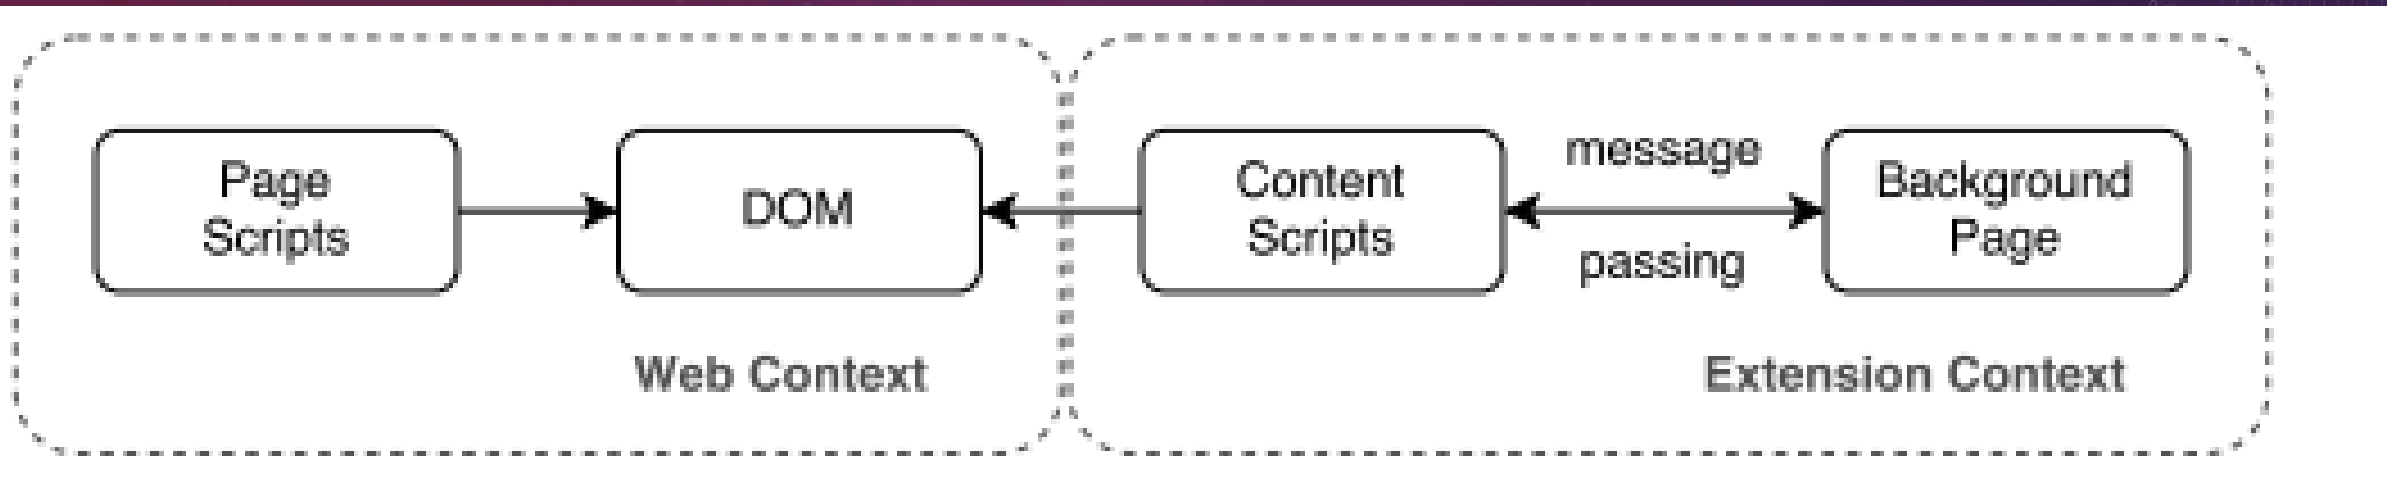 Page
Scripts
DOM
Content
Scripts
message
passing
Background
Page
Web Context
Extension Context